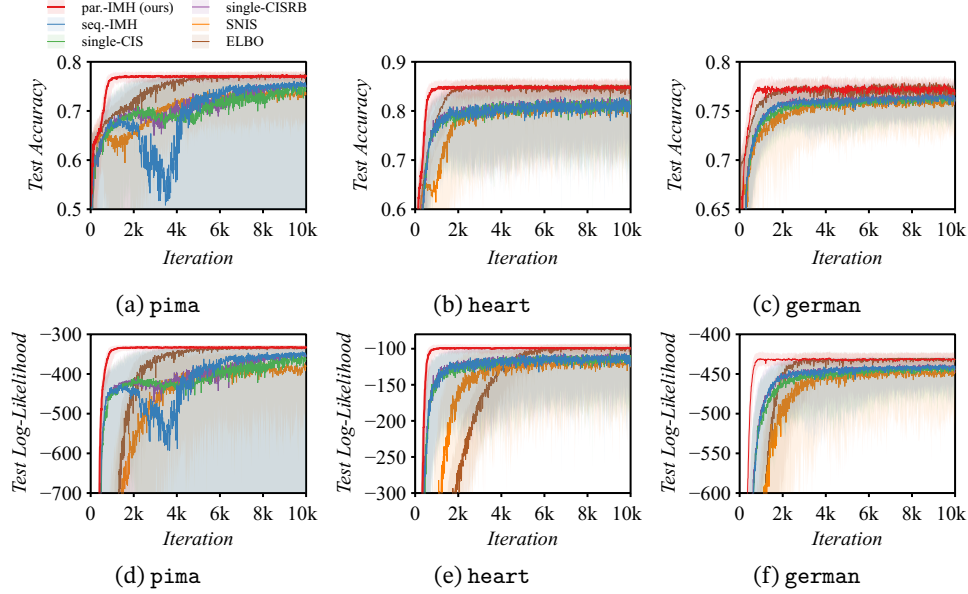 par.-IMH (ours) single-CISRB
seq.-IMH SNIS
single-CIS ELBO
Test Accuracy
0.8
0.7
0.6
0.5
0 2k 4k 6k 8k 10k
Iteration
(a) pima
Test Accuracy
1.0
0.9
0.8
0.7
0.6
0 2k 4k 6k 8k 10k
Iteration
(b) heart
Test Accuracy
0.8
0.75
0.7
0.65
0 2k 4k 6k 8k 10k
Iteration
(c) german
Test Log-Likelihood
−300
−400
−500
−600
−700
0 2k 4k 6k 8k 10k
Iteration
(d) pima
Test Log-Likelihood
−100
−150
−200
−250
−300
0 2k 4k 6k 8k 10k
Iteration
(e) heart
Test Log-Likelihood
−400
−450
−500
−550
−600
0 2k 4k 6k 8k 10k
Iteration
(f) german